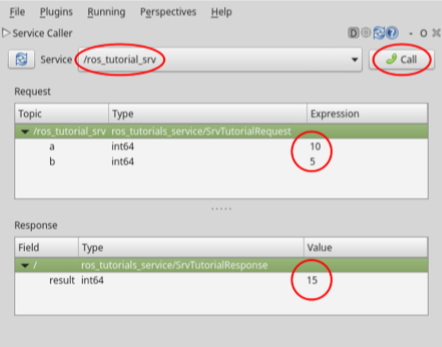 File Plugins Running Perspectives Help
Service Caller D - O
Service /ros_tutorial_srv Call
Request
Topic Type Expression
/ros_tutorial_srv ros_tutorials_service/SrvTutorialRequest
a int64 10
b int64 5
Response
Field Type Value
/ ros_tutorials_service/SrvTutorialResponse
result int64 15